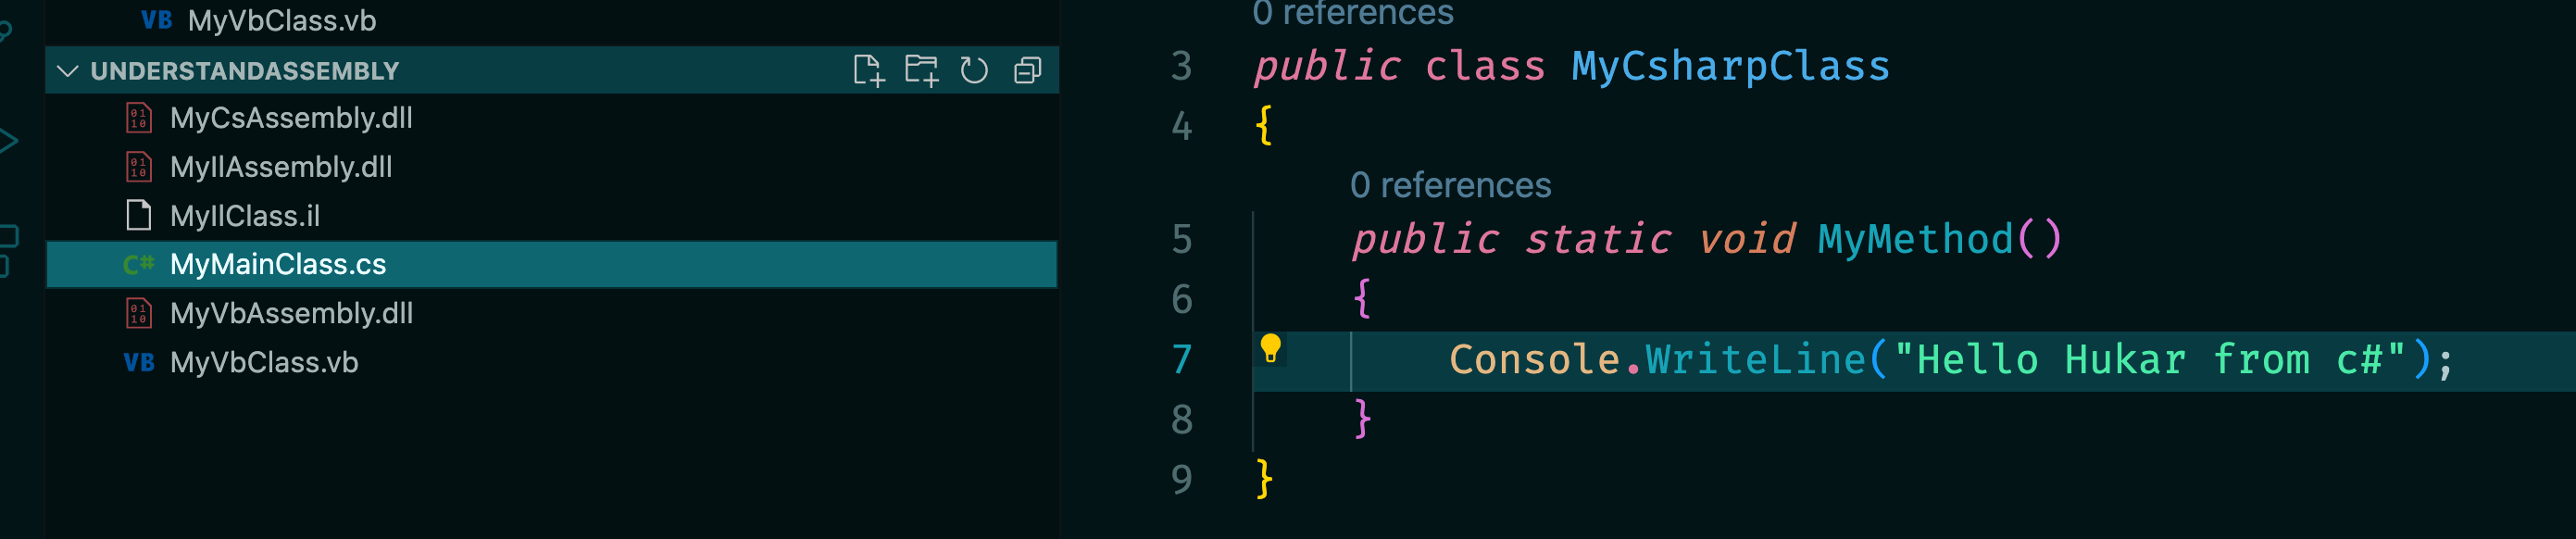 VB MyVbClass.vb
UNDERSTANDASSEMBLY
MyCsAssembly.dll
MyIlAssembly.dll
MyIlClass.il
C# MyMainClass.cs
MyVbAssembly.dll
VB MyVbClass.vb
0 references
3 public class MyCsharpClass
4 {
0 references
5 public static void MyMethod()
6 {
7 Console.WriteLine("Hello Hukar from c#");
8 }
9 }